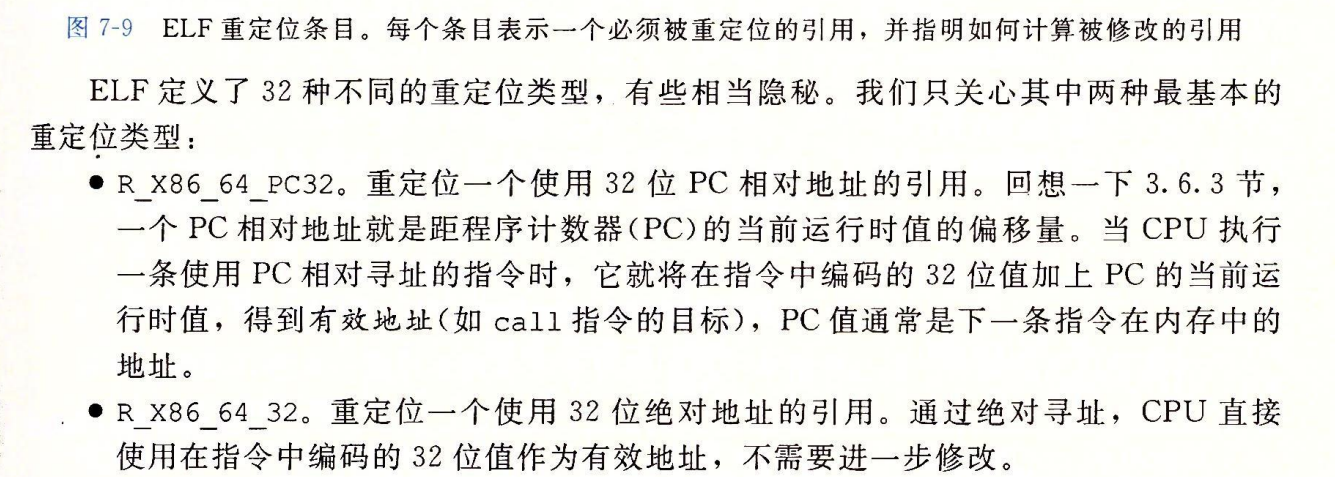 图 7-9 ELF 重定位条目。每个条目表示一个必须被重定位的引用，并指明如何计算被修改的引用
ELF 定义了 32 种不同的重定位类型，有些相当隐秘。我们只关心其中两种最基本的
重定位类型：
● R_X86_64_PC32。重定位一个使用 32 位 PC 相对地址的引用。回想一下 3.6.3 节，
一个 PC 相对地址就是距程序计数器(PC)的当前运行时值的偏移量。当 CPU 执行
一条使用 PC 相对寻址的指令时，它就将在指令中编码的 32 位值加上 PC 的当前运
行时值，得到有效地址(如 call 指令的目标)，PC 值通常是下一条指令在内存中的
地址。
● R_X86_64_32。重定位一个使用 32 位绝对地址的引用。通过绝对寻址，CPU 直接
使用在指令中编码的 32 位值作为有效地址，不需要进一步修改。